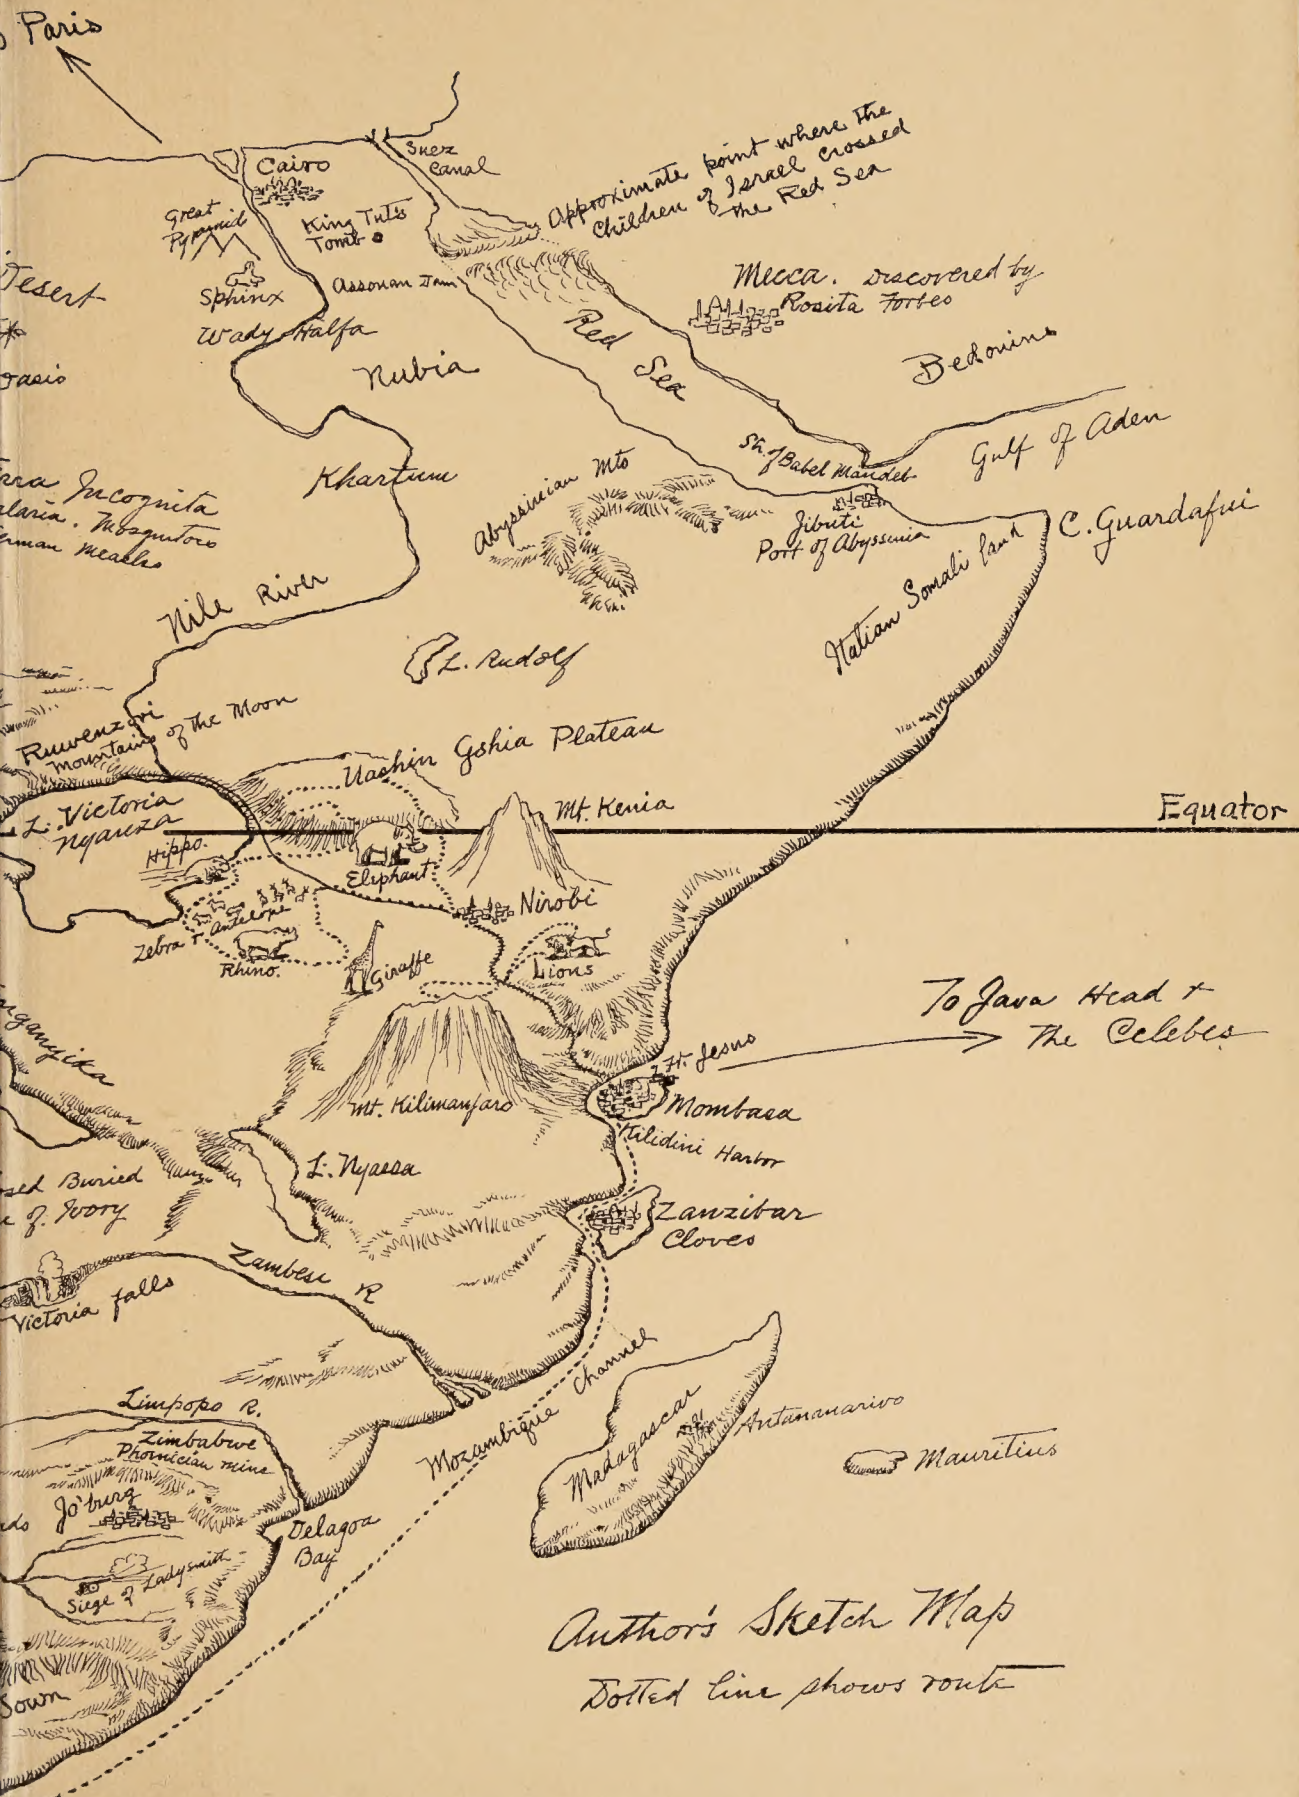 Paris
Suez
Canal
Cairo
Approximate point where the
Children of Israel crossed
the Red Sea
Great
Pyramid
King Tut's
Tomb
Sphinx
Assouan Dam
Mecca. Discovered by
Rosita Forbes
Desert
Wady Halfa
Red
Sea
Nubia
Bedouins
Gulf of Aden
St. of Babel Mandeb
Khartum
Abyssinian Mts
Incognita
Mosquitoes
Measles
Jibuti
Port of Abyssinia
C. Guardafui
Italian Somali land
Nile River
L. Rudolf
Ruwenzori
Mountains of the Moon
Uashin Gshia Plateau
L. Victoria
Nyanza
Mt. Kenia
Equator
Hippo.
Elephant
Nirobi
Zebra + Antelope
Rhino.
Giraffe
Lions
To Java Head +
The Celebes
Ft. Jesus
Mt. Kilimanjaro
Mombasa
Kilidini Harbor
L. Nyassa
Buried
of Ivory
Zanzibar
Cloves
Zambesi R
Victoria falls
Mozambique Channel
Limpopo R.
Madagascar
Antananarivo
Mauritius
Zimbabwe
Phoenician mine
Jo'burg
Delagoa
Bay
Siege of Ladysmith
Author's Sketch Map
Dotted line shows route